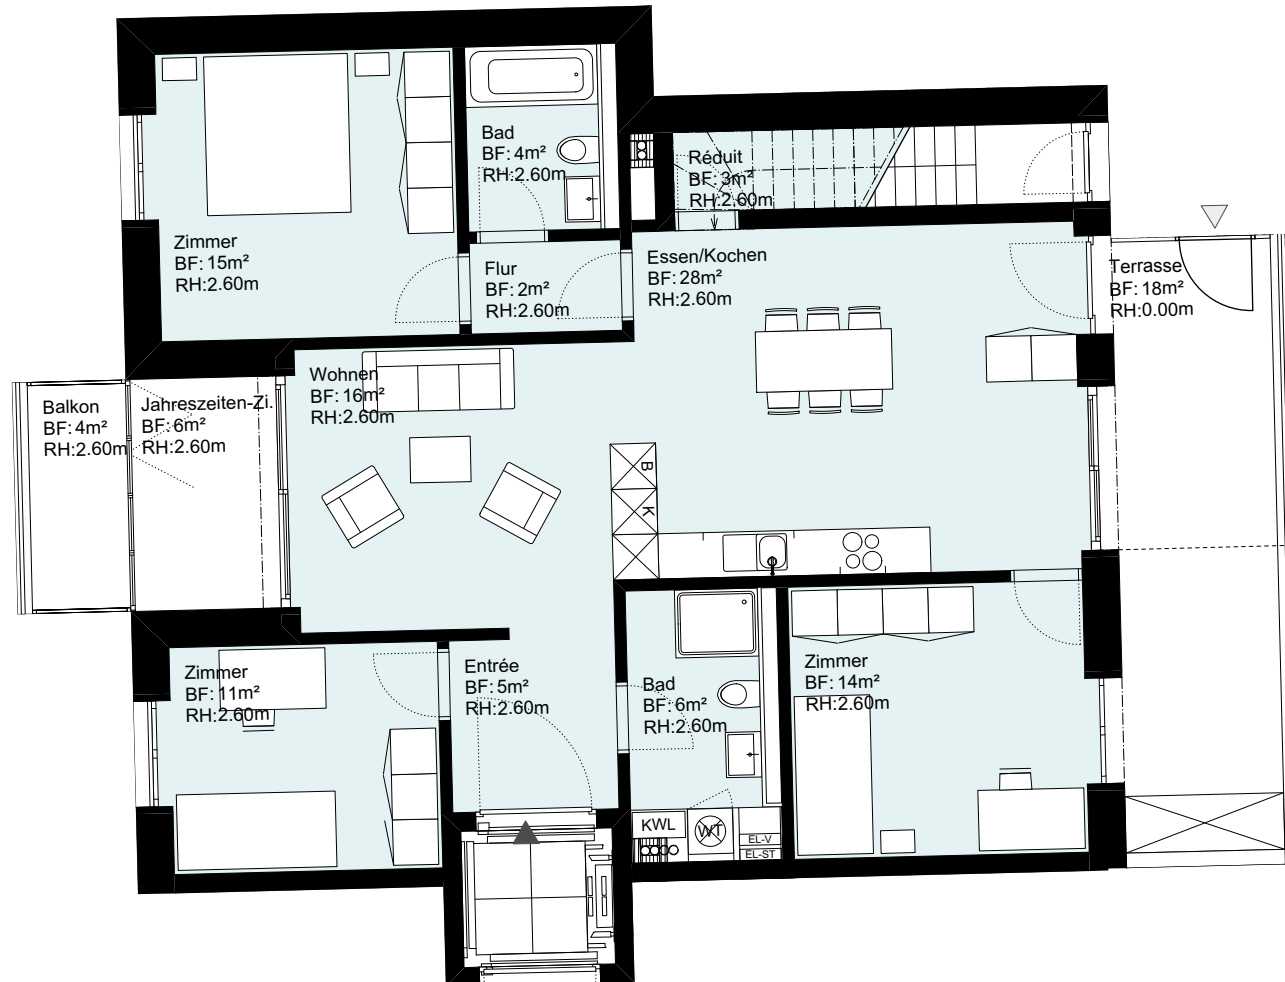 Bad
BF: 4m²
RH:2.60m
Réduit
BF: 3m²
RH:2.60m
Zimmer
BF: 15m²
RH:2.60m
Flur
BF: 2m²
RH:2.60m
Essen/Kochen
BF: 28m²
RH:2.60m
Terrasse
BF: 18m²
RH:0.00m
Wohnen
BF: 16m²
RH:2.60m
Balkon
BF: 4m²
RH:2.60m
Jahreszeiten-Zi.
BF: 6m²
RH:2.60m
B
K
Zimmer
BF: 11m²
RH:2.60m
Entrée
BF: 5m²
RH:2.60m
Bad
BF: 6m²
RH:2.60m
Zimmer
BF: 14m²
RH:2.60m
KWL
WT
EL-V
EL-ST